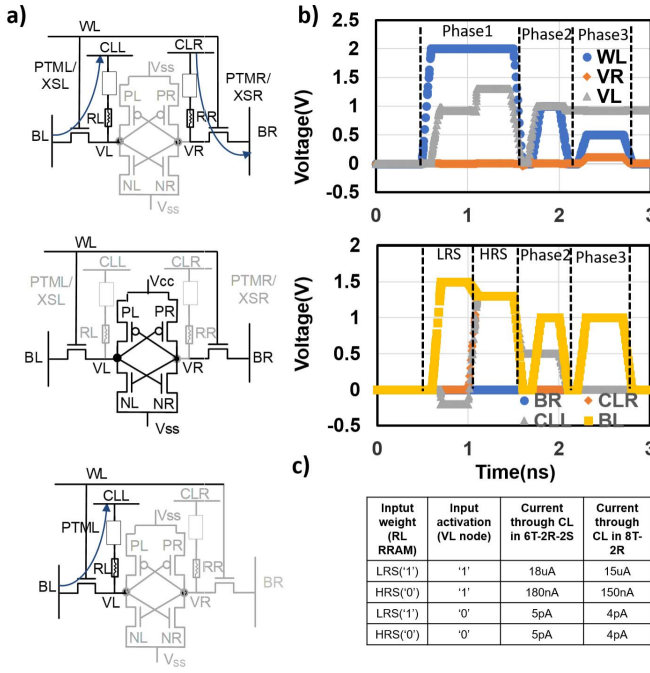 a)
WL
CLL
CLR
Vss
PTML/
XSL
PTMR/
XSR
PL
PR
RL
RR
BL
BR
VL
VR
NL
NR
VSS
WL
CLL
CLR
PTML/
XSL
PTMR/
XSR
Vcc
PL
PR
RL
RR
BL
BR
VL
VR
NL
NR
Vss
WL
CLL
CLR
PTML
Vss
PL
PR
RL
RR
BL
BR
VL
VR
NL
NR
VSS
b)
Phase1
Phase2
Phase3
2.5
2
1.5
1
0.5
0
-0.5
Voltage(V)
WL
VR
VL
0 1 2 3
LRS
HRS
Phase2
Phase3
2
1.5
1
0.5
0
-0.5
Voltage(V)
BR
CLR
CLL
BL
0 1 2 3
Time(ns)
c)
Intput
weight
(RL
RRAM)
Input
activation
(VL node)
Current
through CL
in 6T-2R-2S
Current
through
CL in 8T-
2R
LRS(‘1’) ‘1’ 18uA 15uA
HRS(‘0’) ‘1’ 180nA 150nA
LRS(‘1’) ‘0’ 5pA 4pA
HRS(‘0’) ‘0’ 5pA 4pA